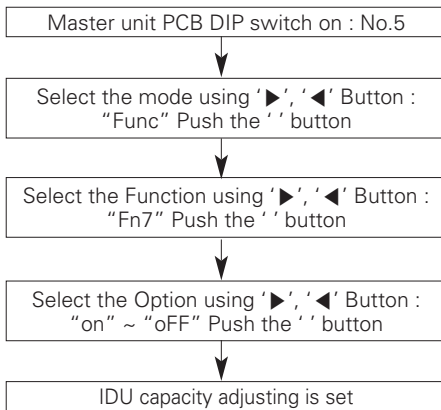 Master unit PCB DIP switch on : No.5
Select the mode using ‘▶’, ‘◀’ Button :
“Func” Push the ‘ ’ button
Select the Function using ‘▶’, ‘◀’ Button :
“Fn7” Push the ‘ ’ button
Select the Option using ‘▶’, ‘◀’ Button :
“on” ~ “oFF” Push the ‘ ’ button
IDU capacity adjusting is set